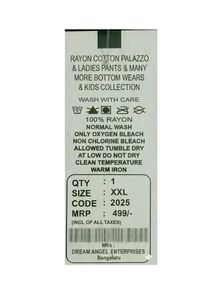 RAYON COTTON PALAZZO
& LADIES PANTS & MANY
MORE BOTTOM WEARS
& KIDS COLLECTION
WASH WITH CARE
100% RAYON
NORMAL WASH
ONLY OXYGEN BLEACH
NON CHLORINE BLEACH
ALLOWED TUMBLE DRY
AT LOW DO NOT DRY
CLEAN TEMPERATURE
WARM IRON
QTY : 1
SIZE : XXL
CODE : 2025
MRP : 499/-
(INCL OF ALL TAXES)
Mfrs :
DREAM ANGEL ENTERPRISES
Bengaluru